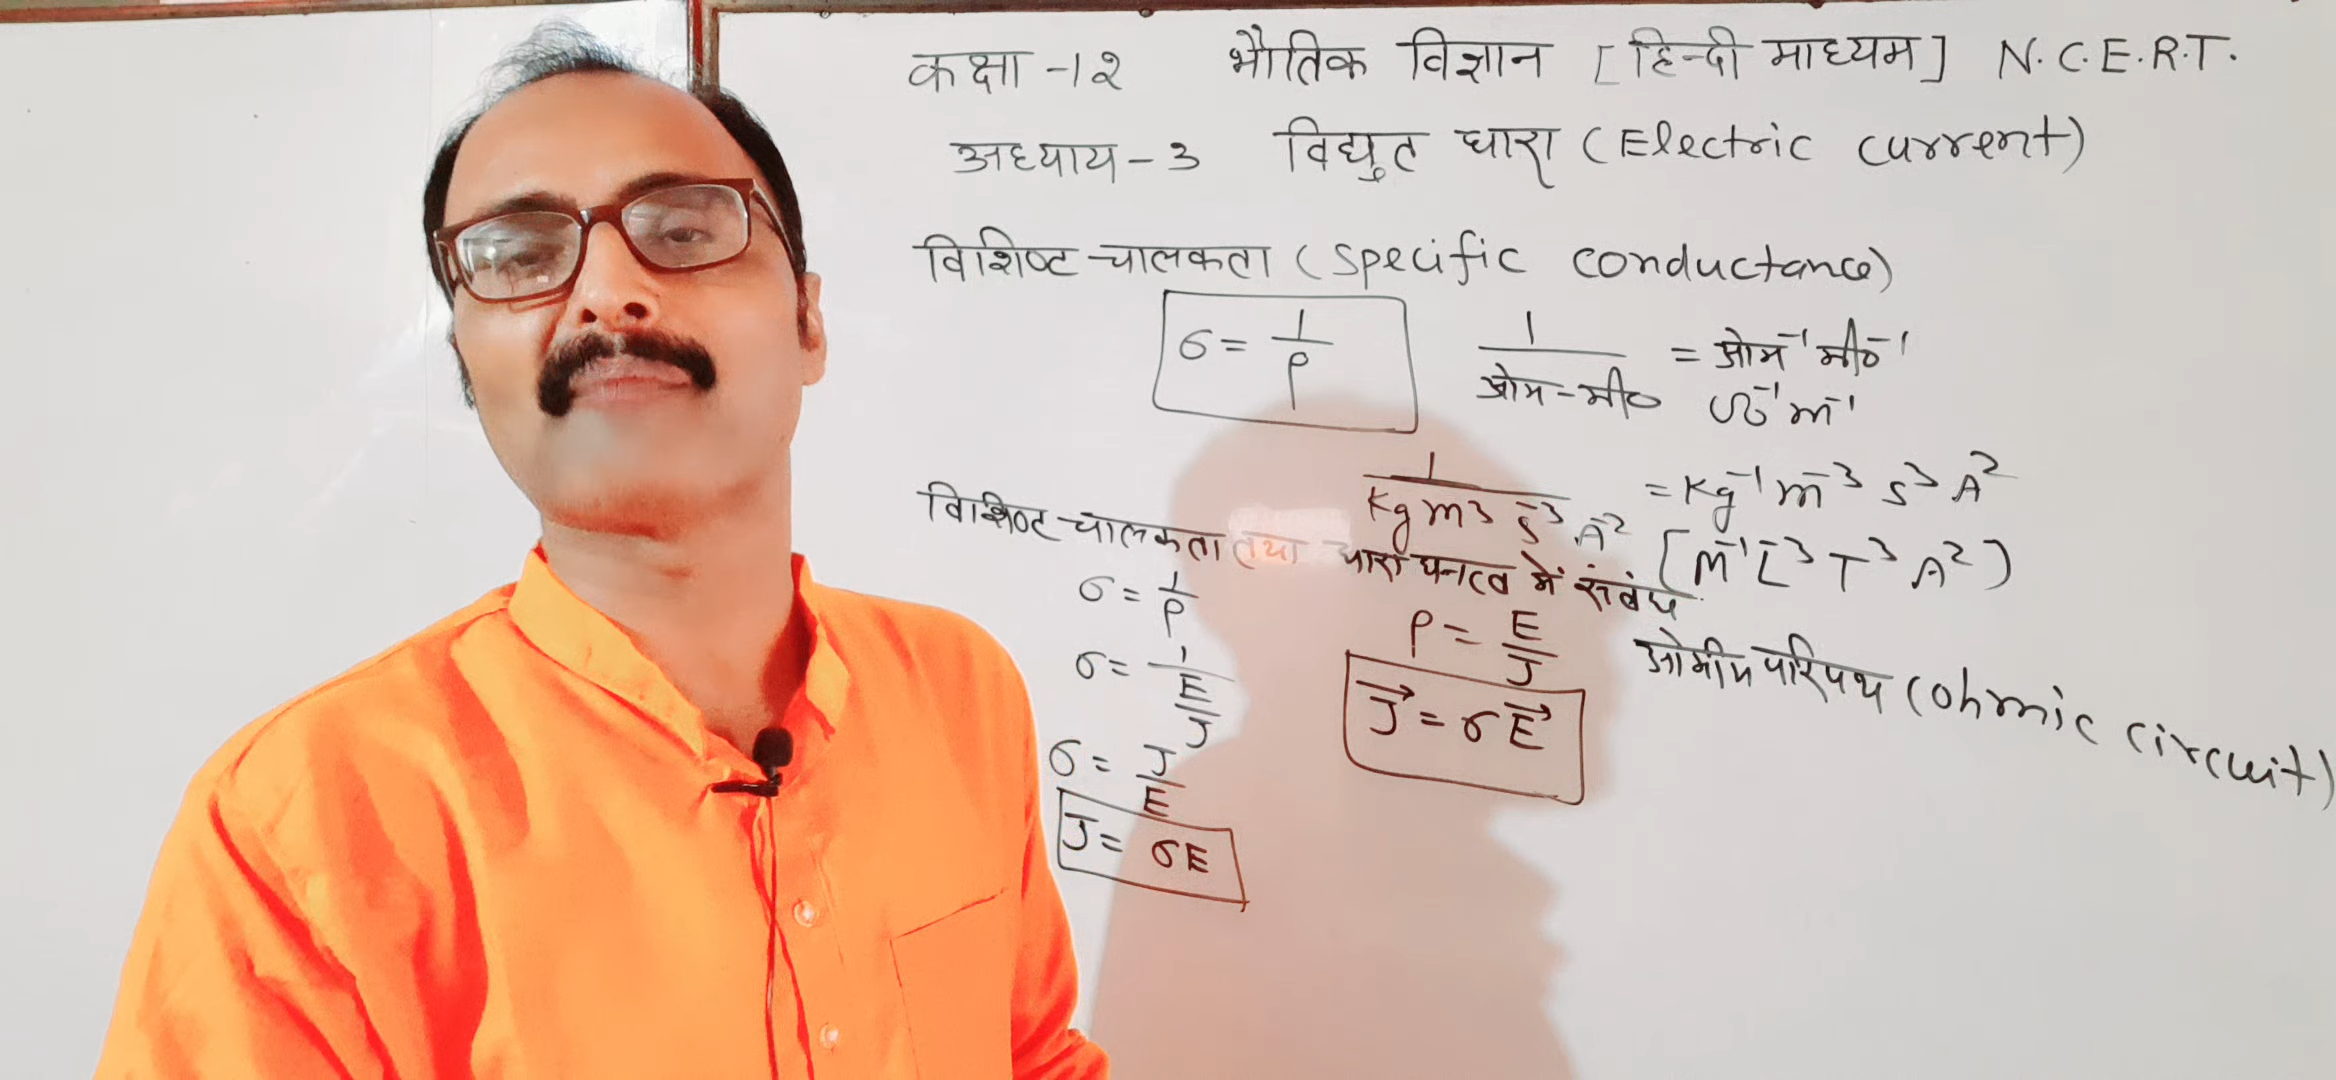 कक्षा -१२ भौतिक विज्ञान [हिन्दी माध्यम] N.C.E.R.T.
अध्याय - 3 विद्युत धारा (Electric current)
विशिष्ट चालकता (Specific conductance)
σ = 1/ρ
1/ओम-मी० = ओम⁻¹ मी०⁻¹
Ω⁻¹ m⁻¹
1/Kg m³ s⁻³ A⁻² = Kg⁻¹ m⁻³ s³ A²
[M⁻¹ L⁻³ T³ A²)
विशिष्ट चालकता तथा धारा घनत्व में संबंध
σ = 1/ρ
σ = 1/(E/J)
σ = J/E
J = σE
ρ = E/J
J⃗ = σE⃗
ओमीय परिपथ (Ohmic circuit)